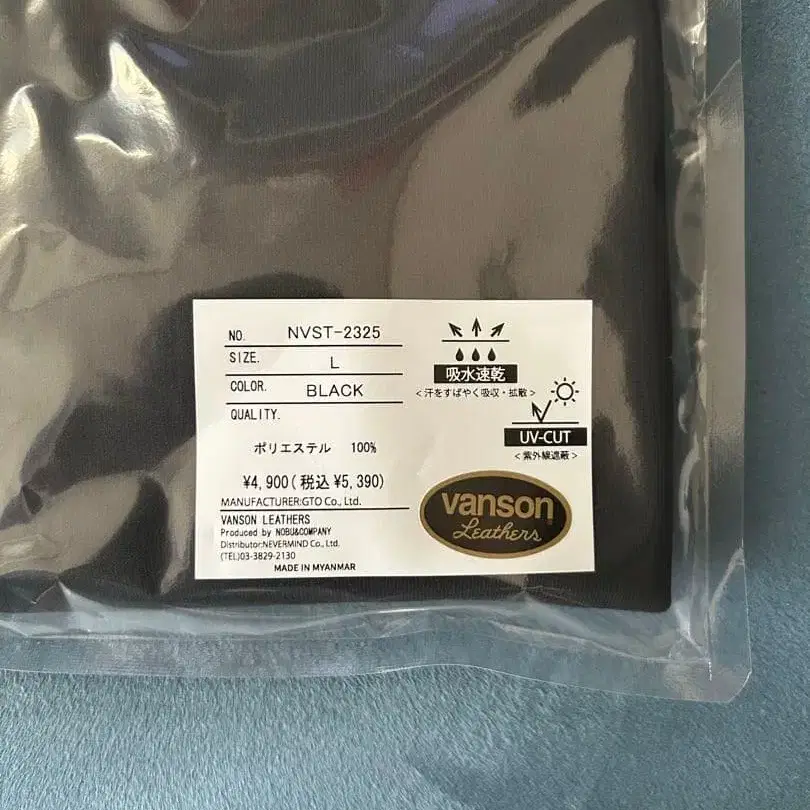 NO. NVST-2325
SIZE. L
COLOR. BLACK
QUALITY.
ポリエステル 100%
¥4,900(税込¥5,390)
MANUFACTURER:GTO Co., Ltd.
VANSON LEATHERS
Produced by NOBU&COMPANY
Distributor:NEVERMIND Co., Ltd.
(TEL)03-3829-2130
MADE IN MYANMAR
吸水速乾
<汗をすばやく吸収・拡散>
UV-CUT
<紫外線遮蔽>
vanson
Leathers